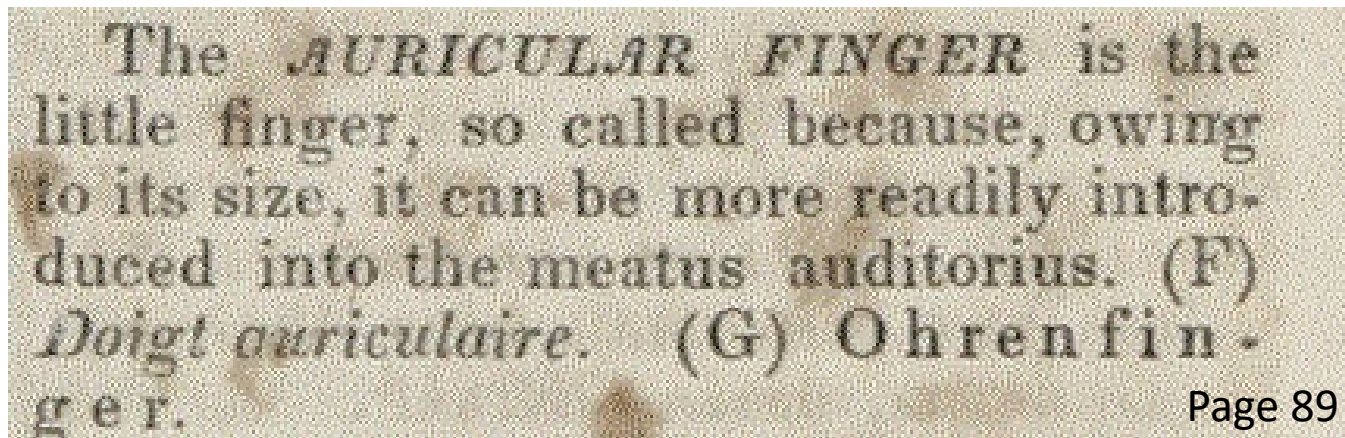 The AURICULAR FINGER is the
little finger, so called because, owing
to its size, it can be more readily intro-
duced into the meatus auditorius. (F)
Doigt auriculaire. (G) Ohrenfin-
ger.
Page 89